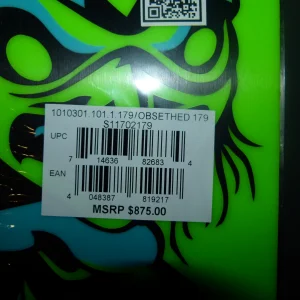 1010301.101.1.179/OBSETHED 179
S11702179
UPC
7 14636 82683 4
EAN
4 048387 819217
MSRP $875.00